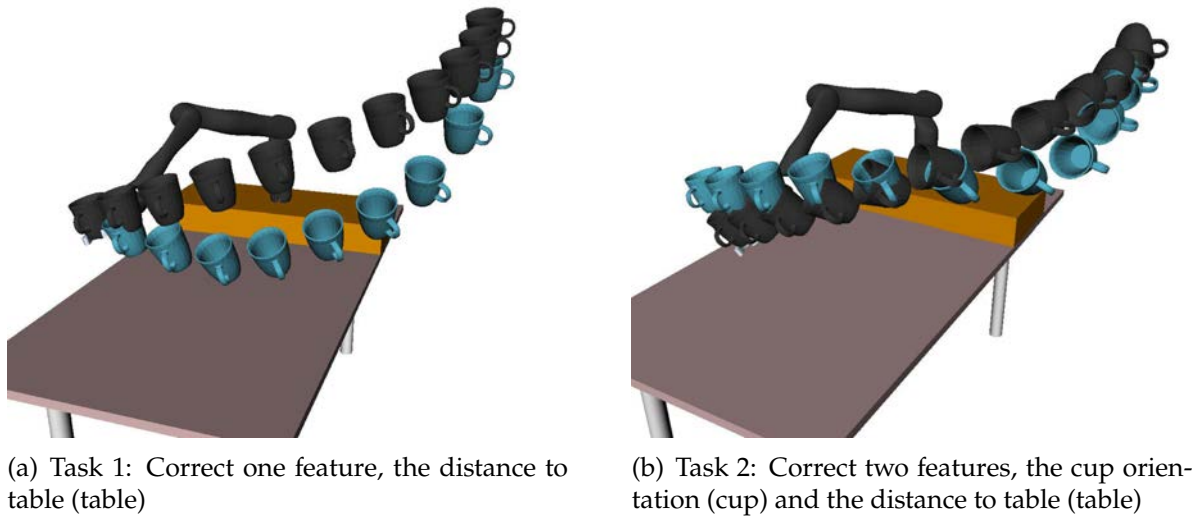 (a) Task 1: Correct one feature, the distance to
table (table)
(b) Task 2: Correct two features, the cup orien-
tation (cup) and the distance to table (table)